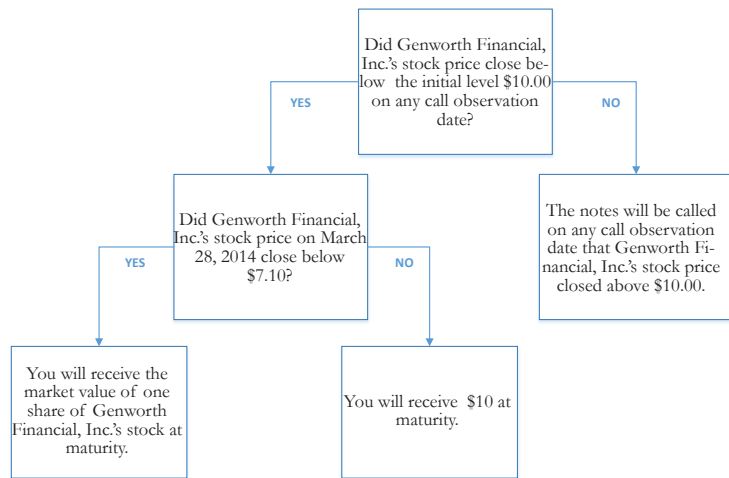 Did Genworth Financial,
Inc.'s stock price close be-
low the initial level $10.00
on any call observation
date?
YES
NO
Did Genworth Financial,
Inc.'s stock price on March
28, 2014 close below
$7.10?
The notes will be called
on any call observation
date that Genworth Fi-
nancial, Inc.'s stock price
closed above $10.00.
YES
NO
You will receive the
market value of one
share of Genworth
Financial, Inc.'s stock at
maturity.
You will receive $10 at
maturity.